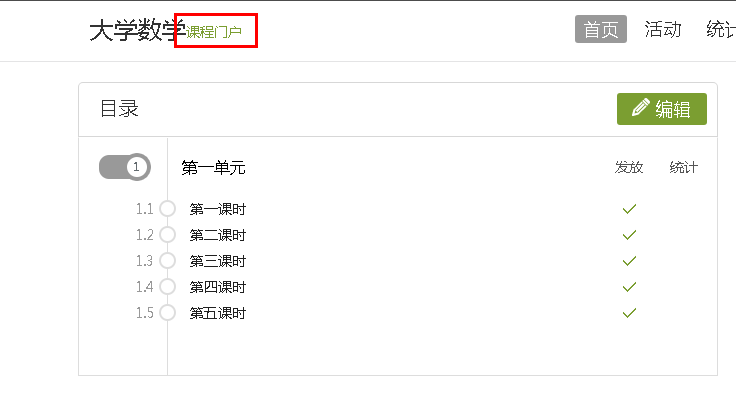 大学数学 课程门户 首页 活动 统计
目录 编辑
1 第一单元 发放 统计
1.1 第一课时
1.2 第二课时
1.3 第三课时
1.4 第四课时
1.5 第五课时